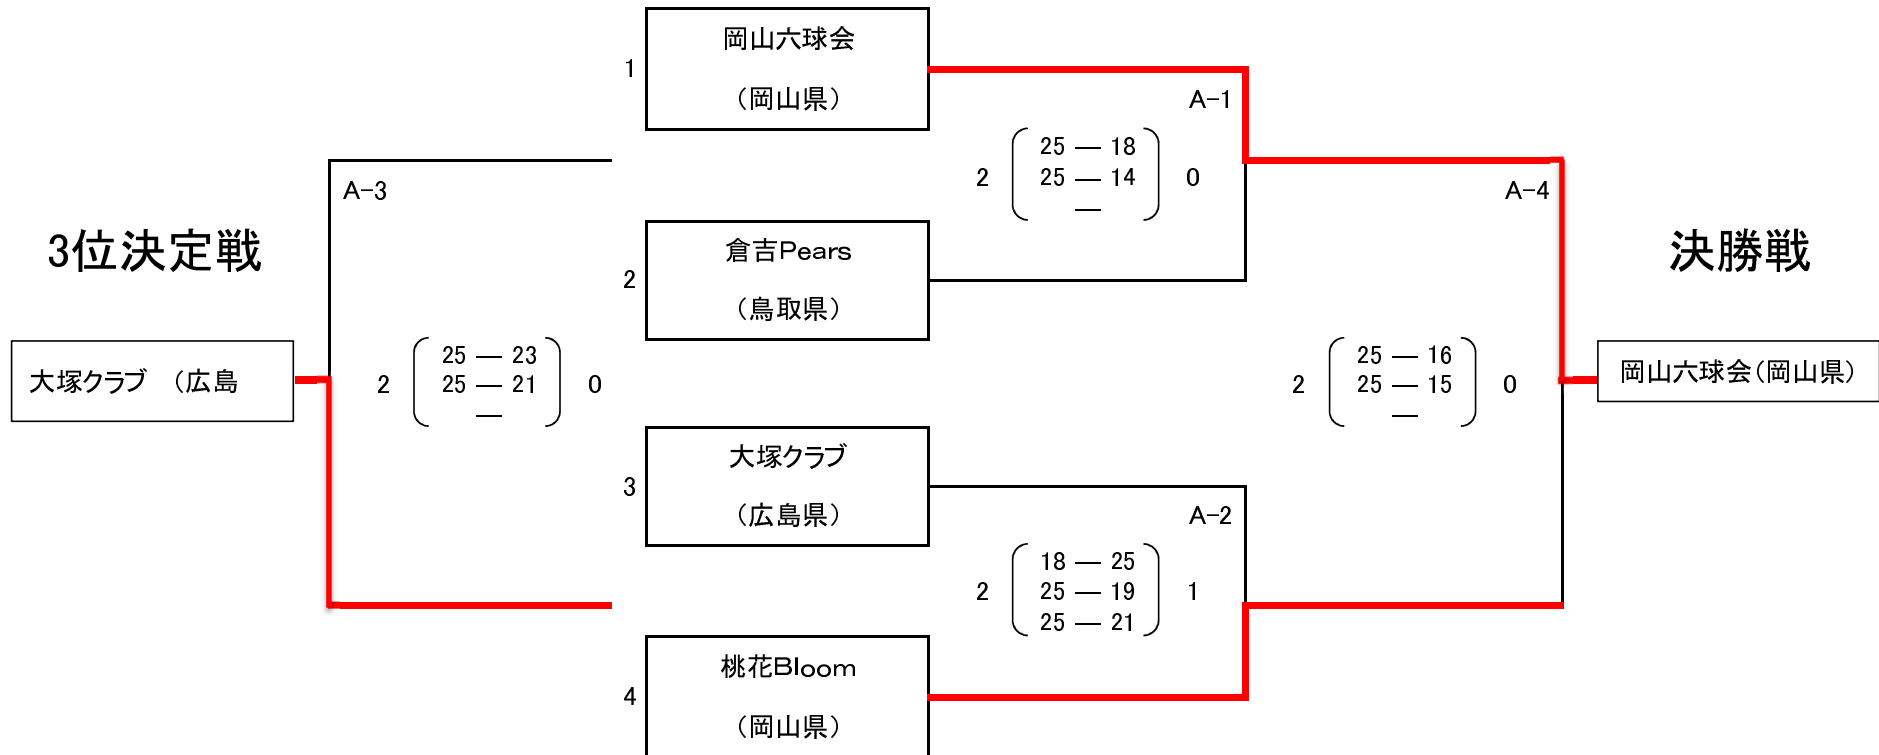 岡山六球会
1
（岡山県）
A-1
25 ― 18
2 25 ― 14 0
―
A-3
A-4
3位決定戦
倉吉Pears
2
（鳥取県）
決勝戦
大塚クラブ （広島
25 ― 23
2 25 ― 21 0
―
25 ― 16
2 25 ― 15 0
―
岡山六球会（岡山県）
大塚クラブ
3
（広島県）
A-2
18 ― 25
2 25 ― 19 1
25 ― 21
桃花Bloom
4
（岡山県）